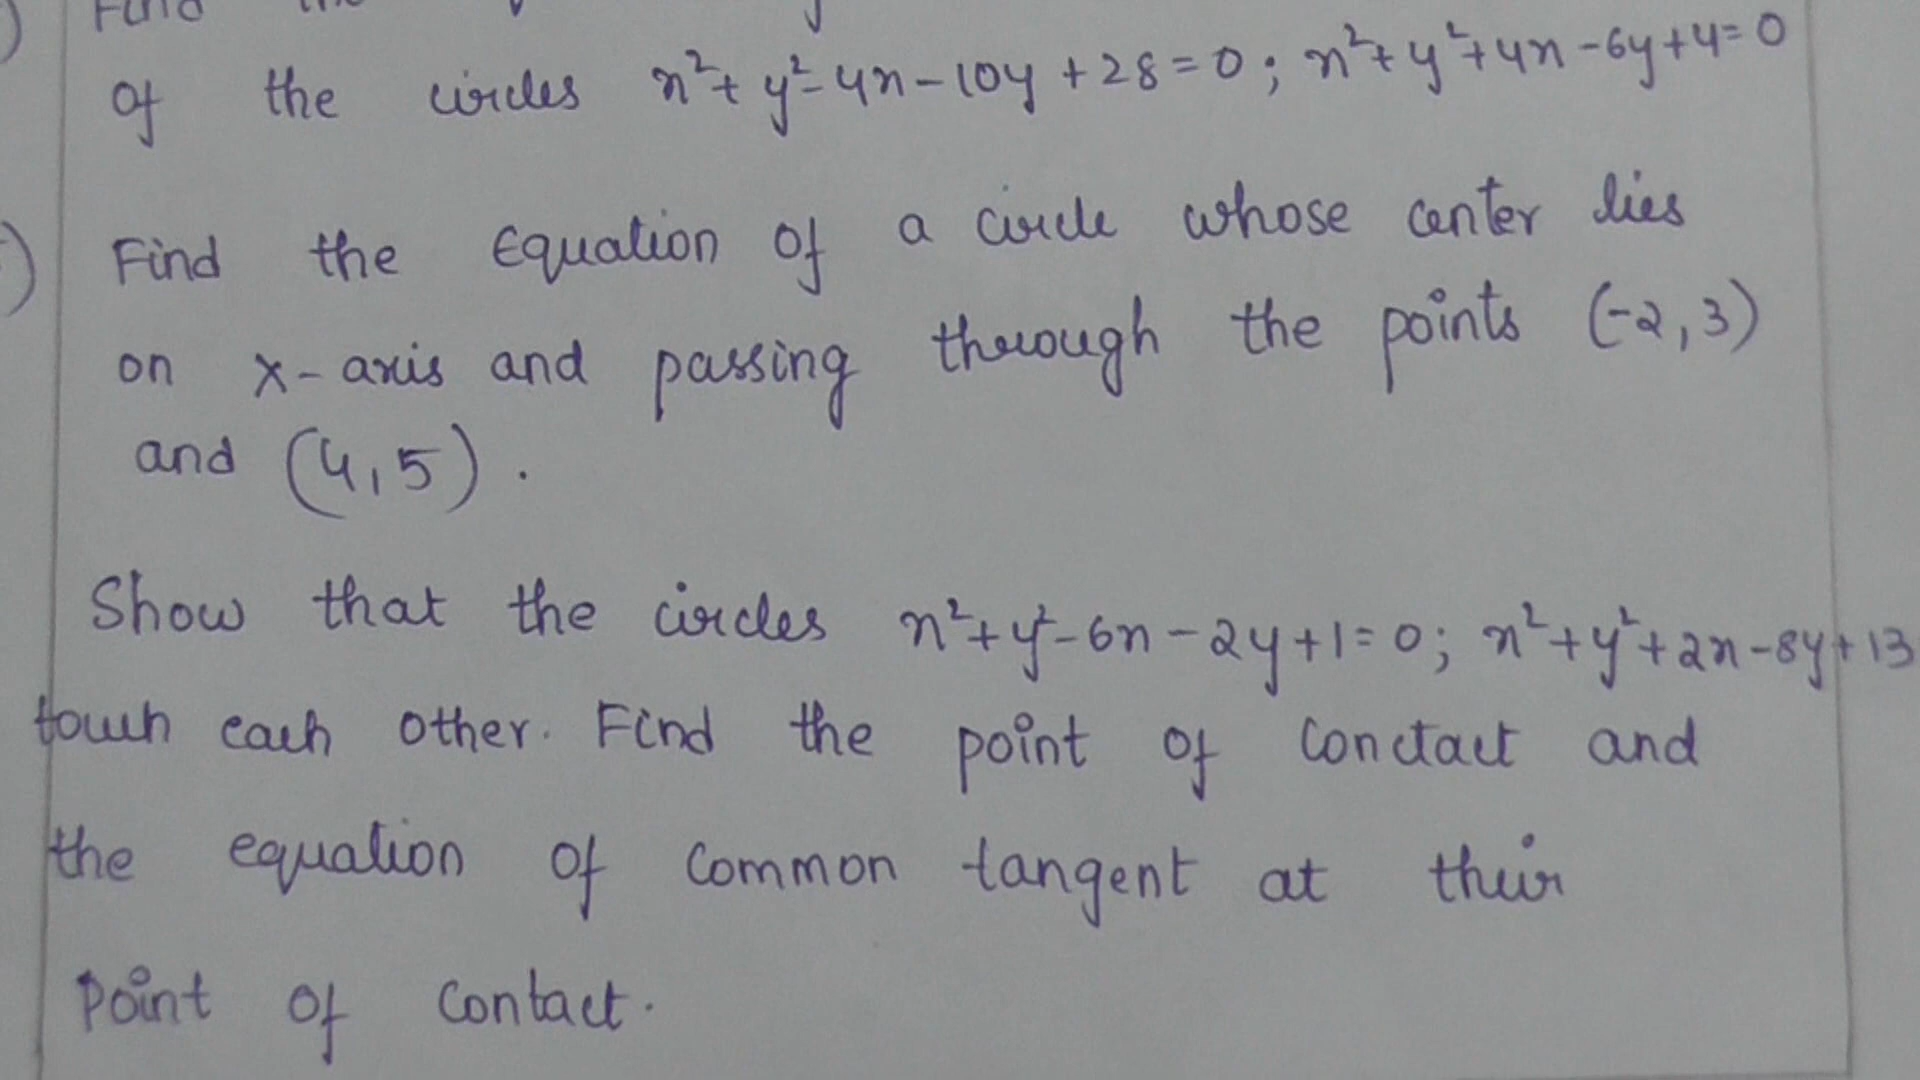 Find the
of the circles x²+y²-4x-10y+28=0; x²+y²+4x-6y+4=0
Find the Equation of a circle whose center lies
on x-axis and passing through the points (-2,3)
and (4,5).
Show that the circles x²+y²-6x-2y+1=0; x²+y²+2x-8y+13
touch each other. Find the point of Conctact and
the equation of Common tangent at their
Point of Contact.